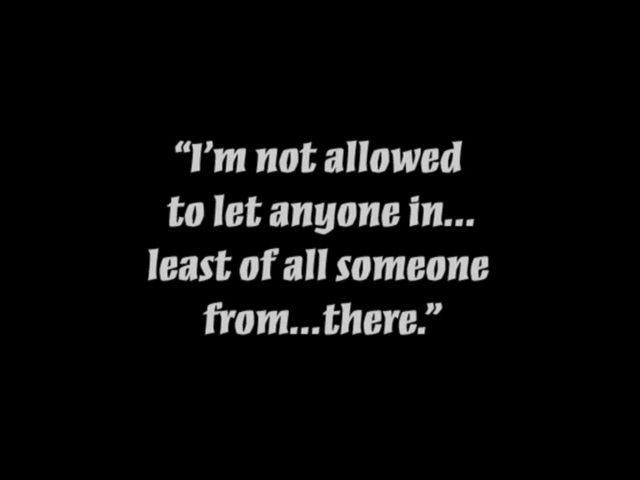 “I’m not allowed
to let anyone in...
least of all someone
from...there.”